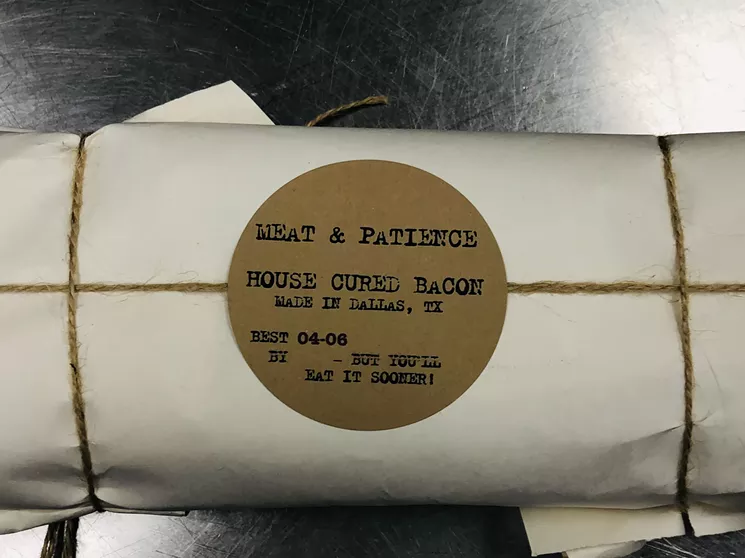 MEAT & PATIENCE
HOUSE CURED BACON
MADE IN DALLAS, TX
BEST 04-06
BY - BUT YOU'LL
EAT IT SOONER!